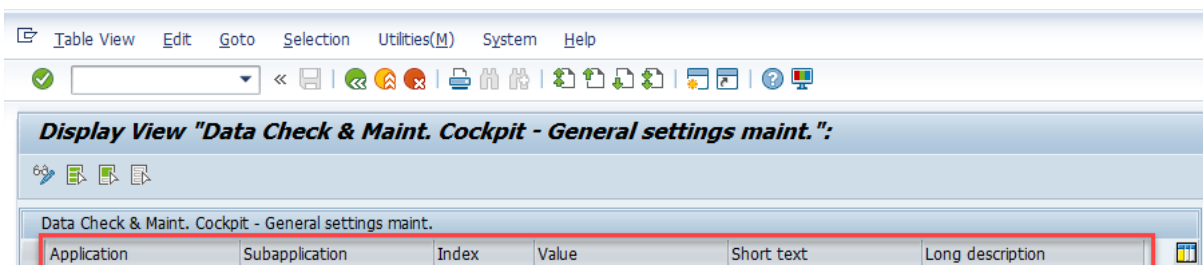 Table View Edit Goto Selection Utilities(M) System Help
Display View "Data Check & Maint. Cockpit - General settings maint.":
Data Check & Maint. Cockpit - General settings maint.
Application Subapplication Index Value Short text Long description